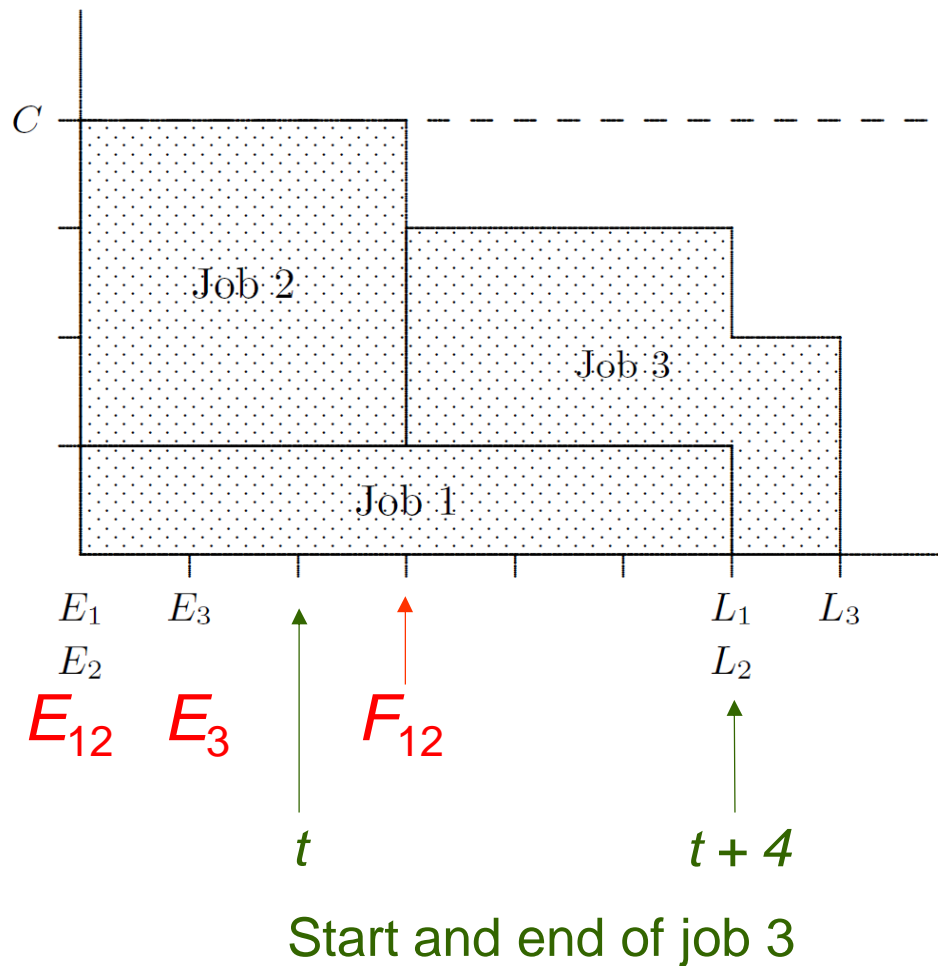 C
Job 2
Job 3
Job 1
E₁ E₃ L₁ L₃
E₂ L₂
E₁₂ E₃ F₁₂
t t + 4
Start and end of job 3